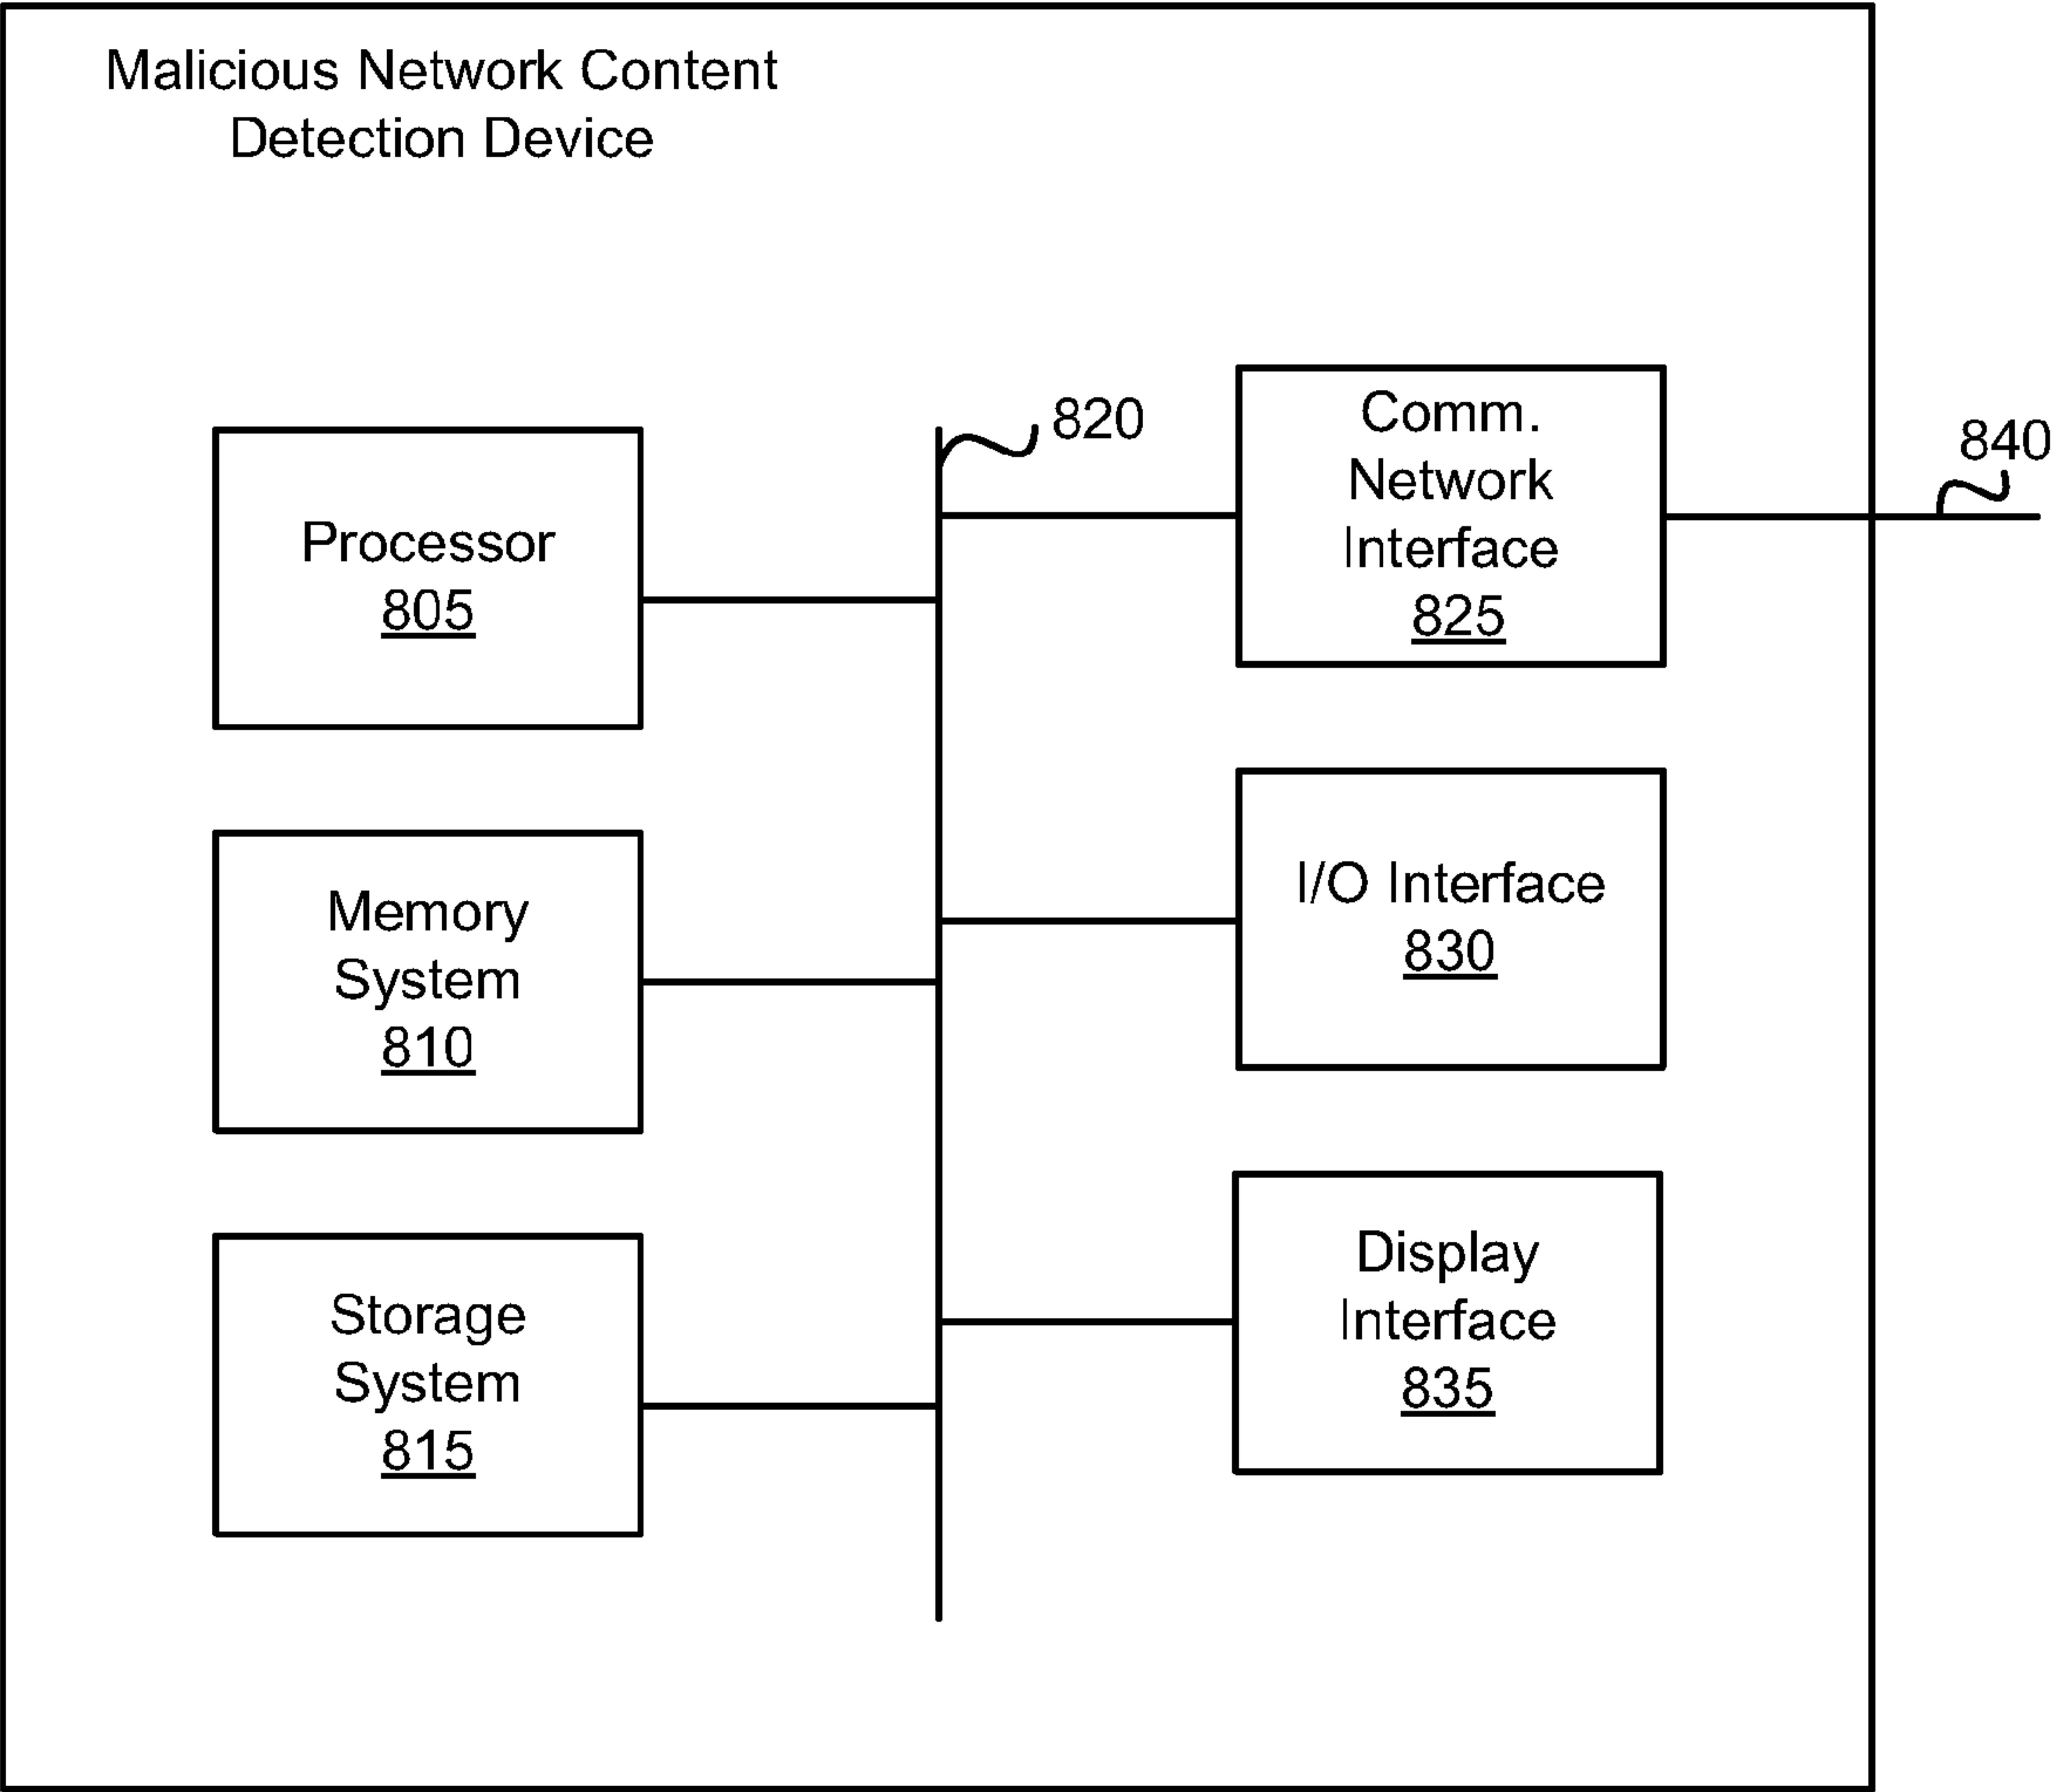 Malicious Network Content
Detection Device
820
840
Processor
805
Comm.
Network
Interface
825
Memory
System
810
I/O Interface
830
Storage
System
815
Display
Interface
835